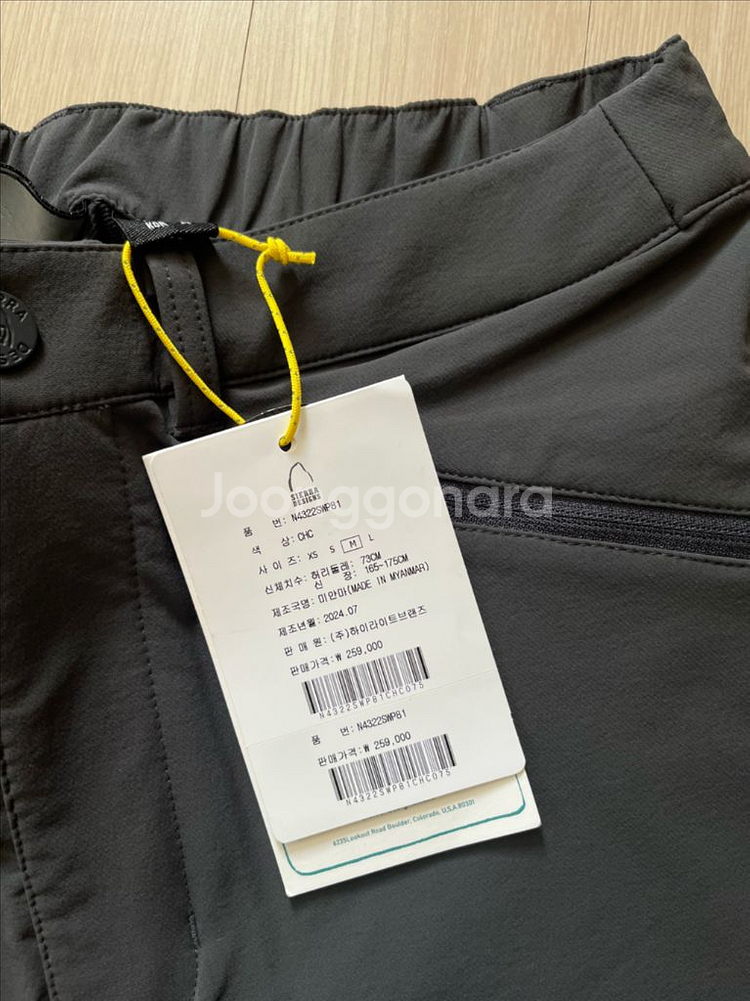 SIERRA
DESIGNS
Joonggonara
품 번: N4322SWP81
색 상: CHC
사 이 즈: XS S M L
신체치수: 허리둘레: 73CM
신 장: 165-175CM
제조국명: 미얀마(MADE IN MYANMAR)
제조년월: 2024.07
판 매 원: (주)하이라이트브랜즈
판매가격: ₩ 259,000
N4322SWP81CHC075
품 번: N4322SWP81
판매가격: ₩ 259,000
N4322SWP81CHC075
6235Lookout Road Boulder, Colorado, U.S.A.80301